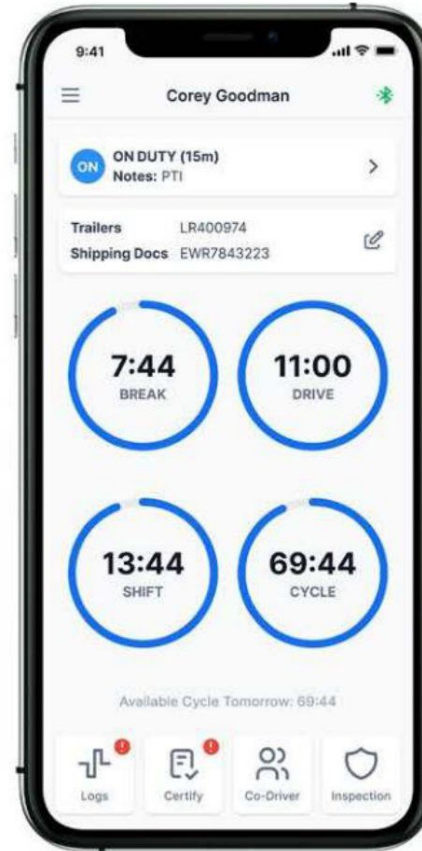 9:41
Corey Goodman
ON
ON DUTY (15m)
Notes: PTI
Trailers LR400974
Shipping Docs EWR7843223
7:44 11:00
BREAK DRIVE
13:44 69:44
SHIFT CYCLE
Available Cycle Tomorrow: 69:44
Logs Certify Co-Driver Inspection